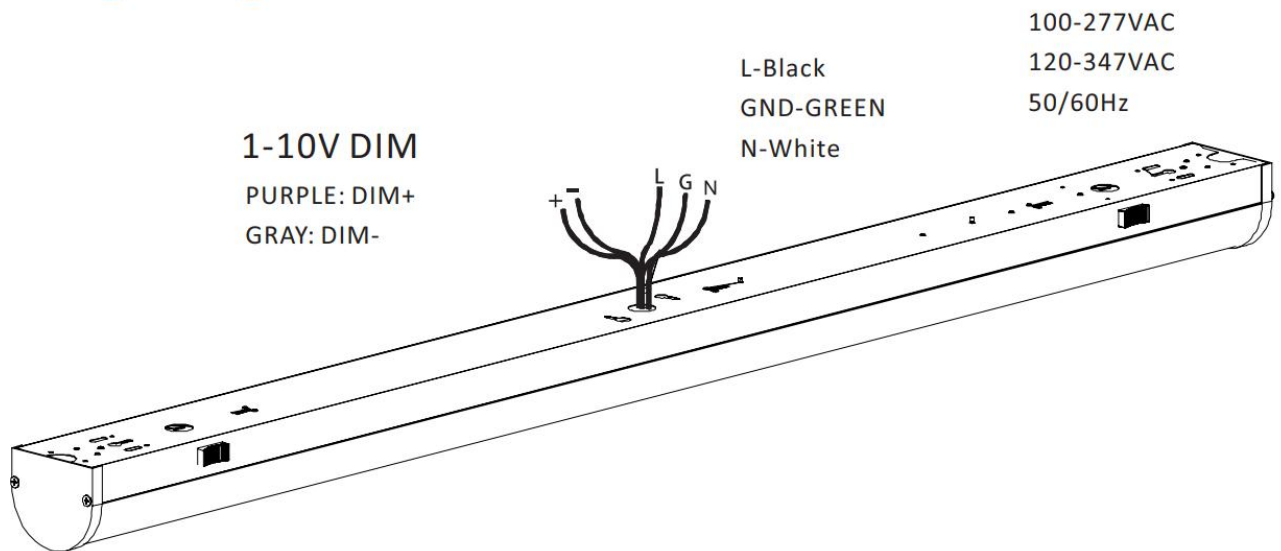 100-277VAC
120-347VAC
50/60Hz
L-Black
GND-GREEN
N-White
1-10V DIM
PURPLE: DIM+
GRAY: DIM-
+ - L G N